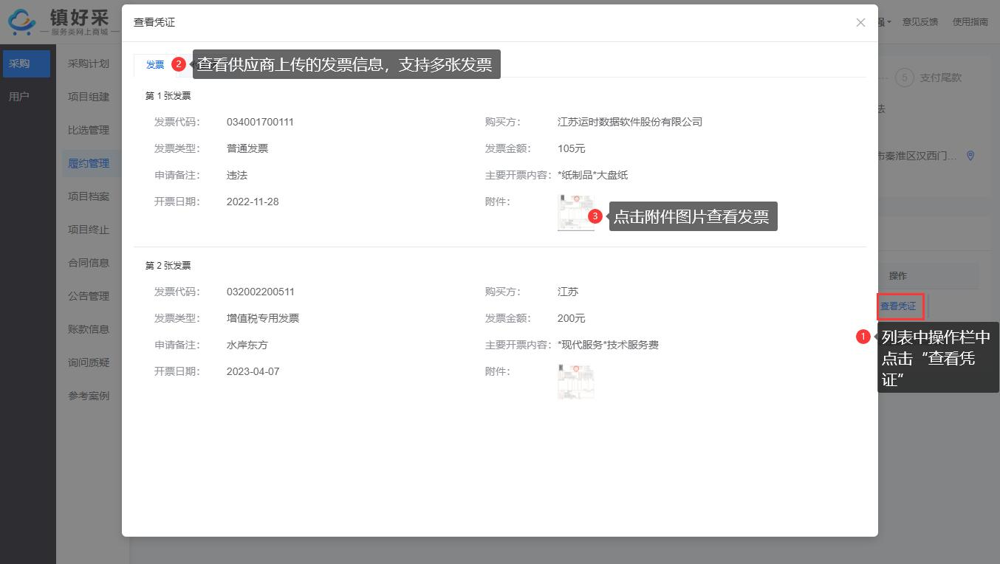 镇好采
服务类网上商城
查看凭证
强
意见反馈
使用指南
采购
用户
采购计划
项目组建
比选管理
履约管理
项目档案
项目终止
合同信息
公告管理
账款信息
询问质疑
参考案例
发票
2
查看供应商上传的发票信息，支持多张发票
5 支付尾款
法
市秦淮区汉西门...
第 1 张发票
发票代码： 034001700111 购买方： 江苏运时数据软件股份有限公司
发票类型： 普通发票 发票金额： 105元
申请备注： 违法 主要开票内容： *纸制品*大盘纸
开票日期： 2022-11-28 附件：
3
点击附件图片查看发票
第 2 张发票
发票代码： 032002200511 购买方： 江苏
发票类型： 增值税专用发票 发票金额： 200元
申请备注： 水岸东方 主要开票内容： *现代服务*技术服务费
开票日期： 2023-04-07 附件：
操作
查看凭证
1
列表中操作栏中
点击“查看凭
证”